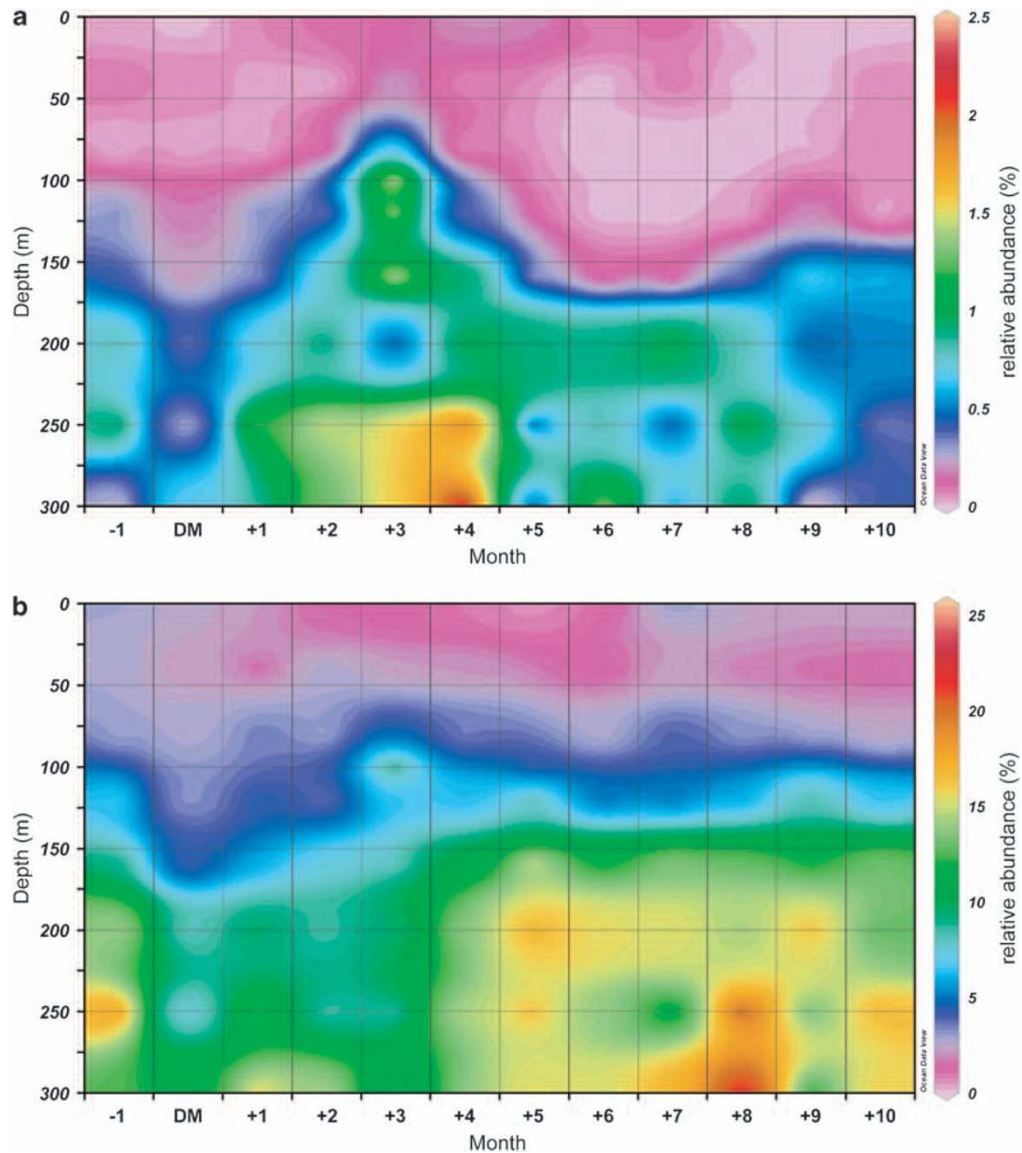 a
0
50
100
150
200
250
300
Depth (m)
-1 DM +1 +2 +3 +4 +5 +6 +7 +8 +9 +10
Month
2.5
2
1.5
1
0.5
0
relative abundance (%)
Ocean Data View
b
0
50
100
150
200
250
300
Depth (m)
-1 DM +1 +2 +3 +4 +5 +6 +7 +8 +9 +10
Month
25
20
15
10
5
0
relative abundance (%)
Ocean Data View